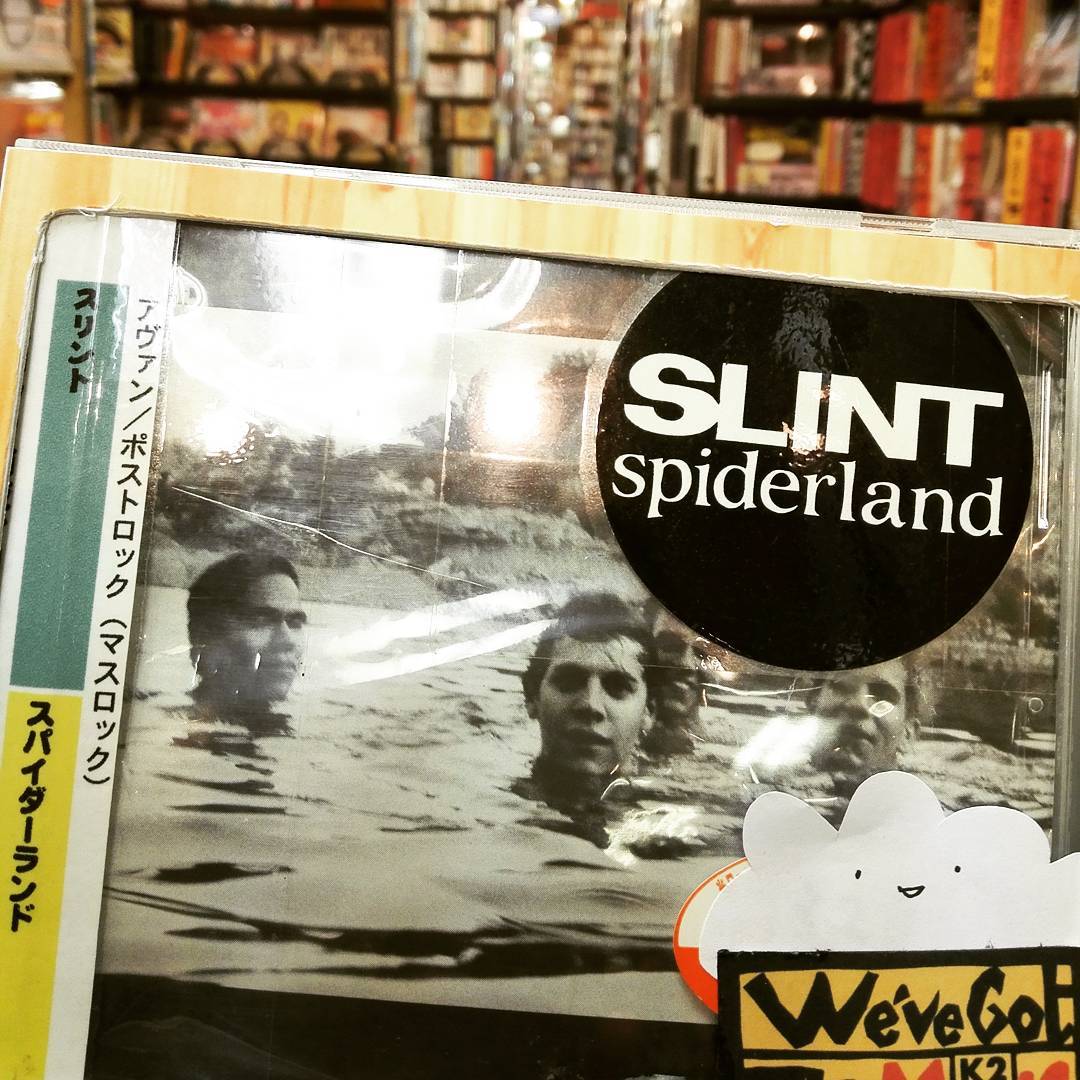 SLINT
spiderland
スリント
スパイダーランド
アヴァン／ポストロック（マスロック）
We've Got
K2